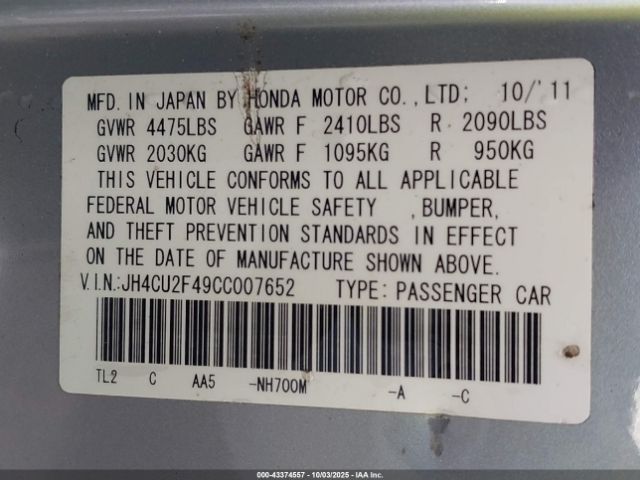 MFD. IN JAPAN BY HONDA MOTOR CO.,LTD; 10/'11
GVWR 4475LBS GAWR F 2410LBS R 2090LBS
GVWR 2030KG GAWR F 1095KG R 950KG
THIS VEHICLE CONFORMS TO ALL APPLICABLE
FEDERAL MOTOR VEHICLE SAFETY ,BUMPER,
AND THEFT PREVENTION STANDARDS IN EFFECT
ON THE DATE OF MANUFACTURE SHOWN ABOVE.
V.I.N.:JH4CU2F49CC007652 TYPE:PASSENGER CAR
TL2 C AA5 -NH700M -A -C
000-43374557 - 10/03/2025 - IAAI.COM